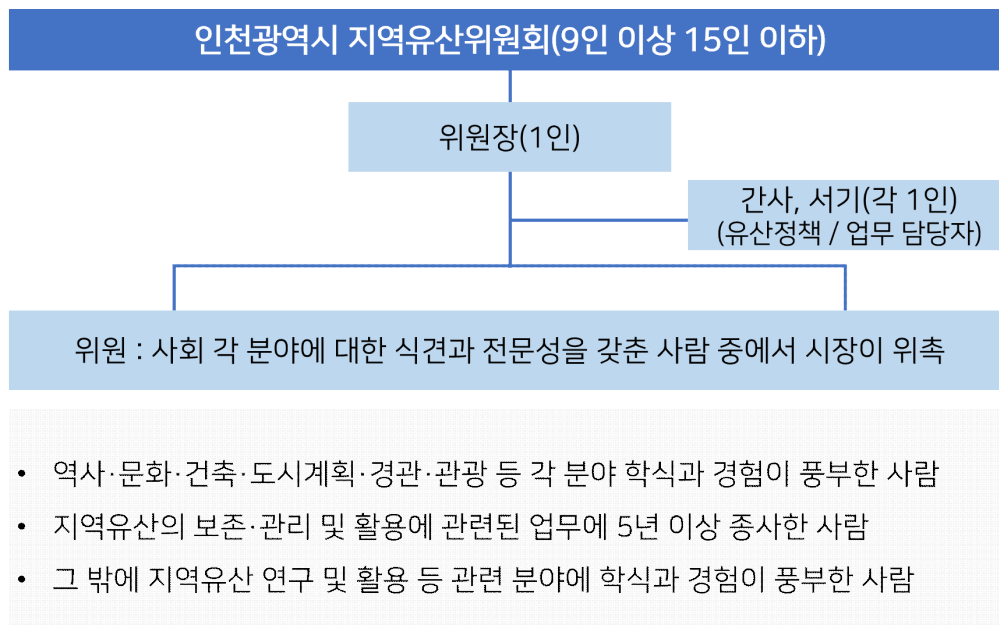 인천광역시 지역유산위원회(9인 이상 15인 이하)
위원장(1인)
간사, 서기(각 1인)
(유산정책 / 업무 담당자)
위원 : 사회 각 분야에 대한 식견과 전문성을 갖춘 사람 중에서 시장이 위촉
• 역사·문화·건축·도시계획·경관·관광 등 각 분야 학식과 경험이 풍부한 사람
• 지역유산의 보존·관리 및 활용에 관련된 업무에 5년 이상 종사한 사람
• 그 밖에 지역유산 연구 및 활용 등 관련 분야에 학식과 경험이 풍부한 사람